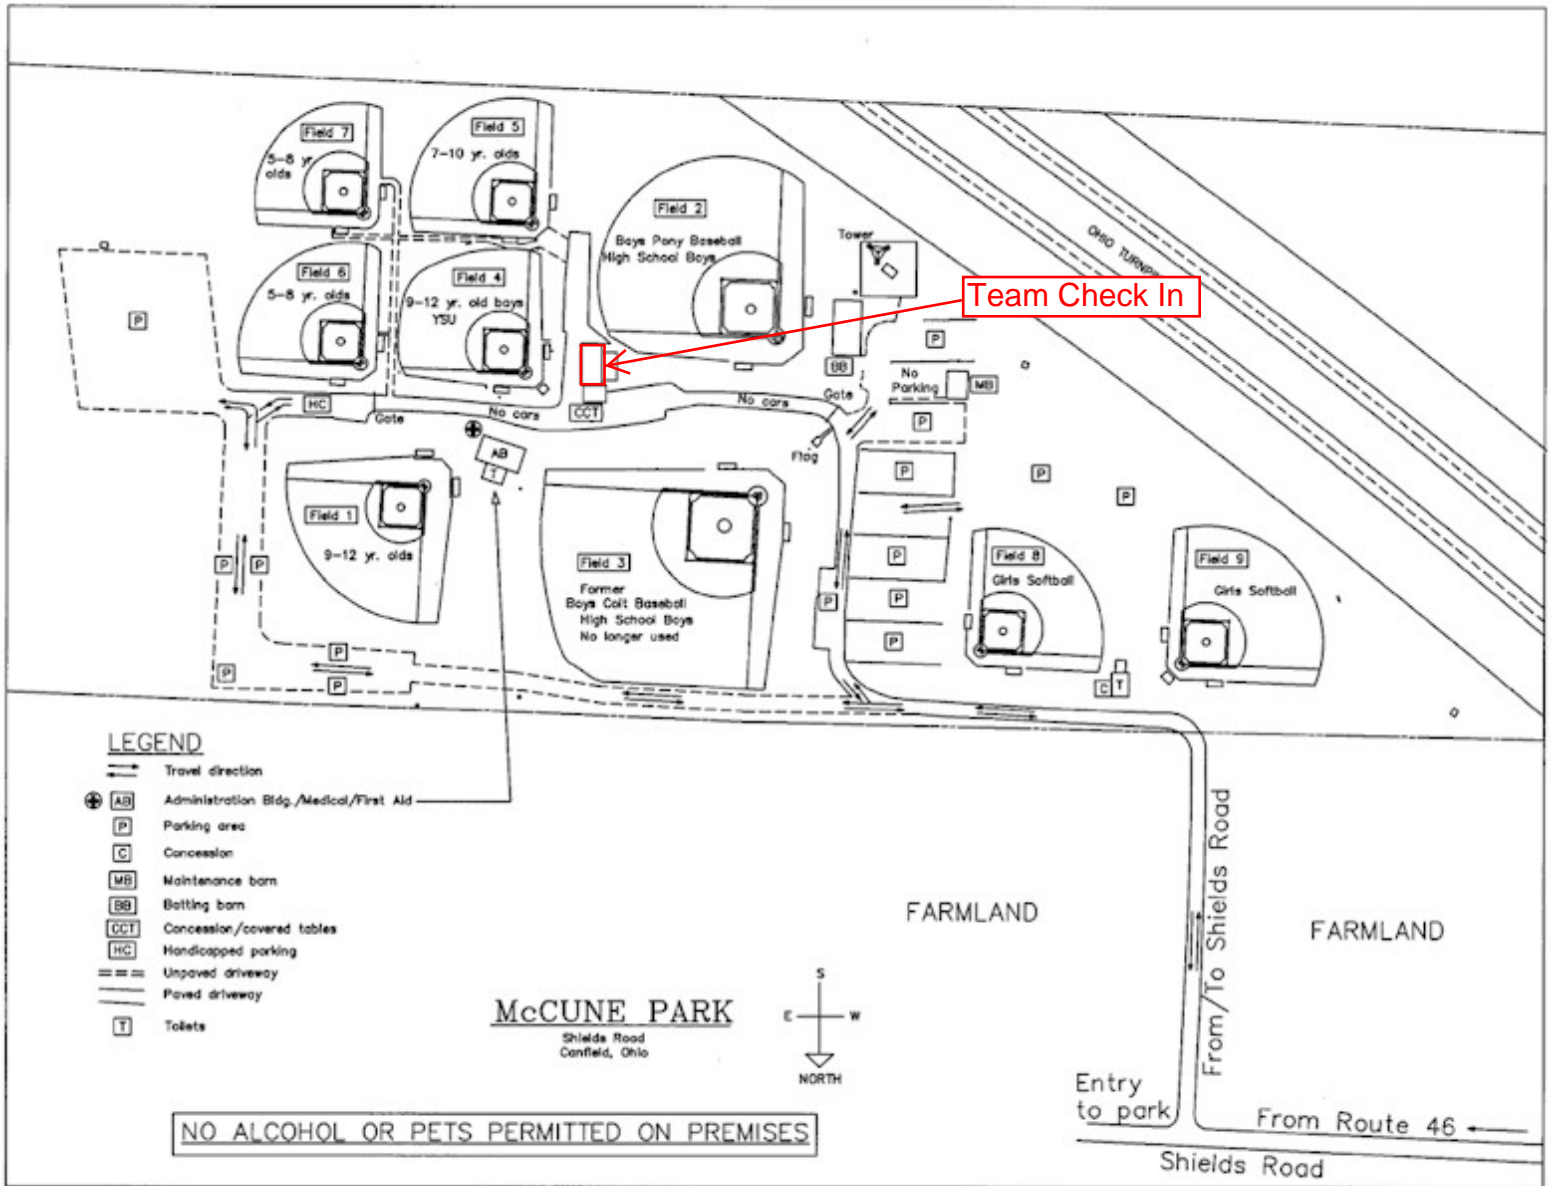 Field 7
5-8 yr.
olds
Field 5
7-10 yr. olds
Field 2
Boys Pony Baseball
High School Boys
Tower
OHIO
Team Check In
Field 6
5-8 yr. olds
Field 4
9-12 yr. old boys
YSU
P
P
BB
No
Parking
MB
HC
Gate
No cars
CCT
No cars
Gate
P
Flag
AB
T
P
P
P
Field 1
9-12 yr. olds
Field 3
Former
Boys Colt Baseball
High School Boys
No longer used
P
P
P
P
P
P
Field 8
Girls Softball
Field 9
Girls Softball
P
P
P
C
T
LEGEND
Travel direction
AB Administration Bldg./Medical/First Aid
P Parking area
C Concession
MB Maintenance barn
BB Batting barn
CCT Concession/covered tables
HC Handicapped parking
Unpaved driveway
Paved driveway
T Toilets
McCUNE PARK
Shields Road
Canfield, Ohio
S
E W
NORTH
FARMLAND
FARMLAND
From/To Shields Road
Entry
to park
From Route 46
Shields Road
NO ALCOHOL OR PETS PERMITTED ON PREMISES